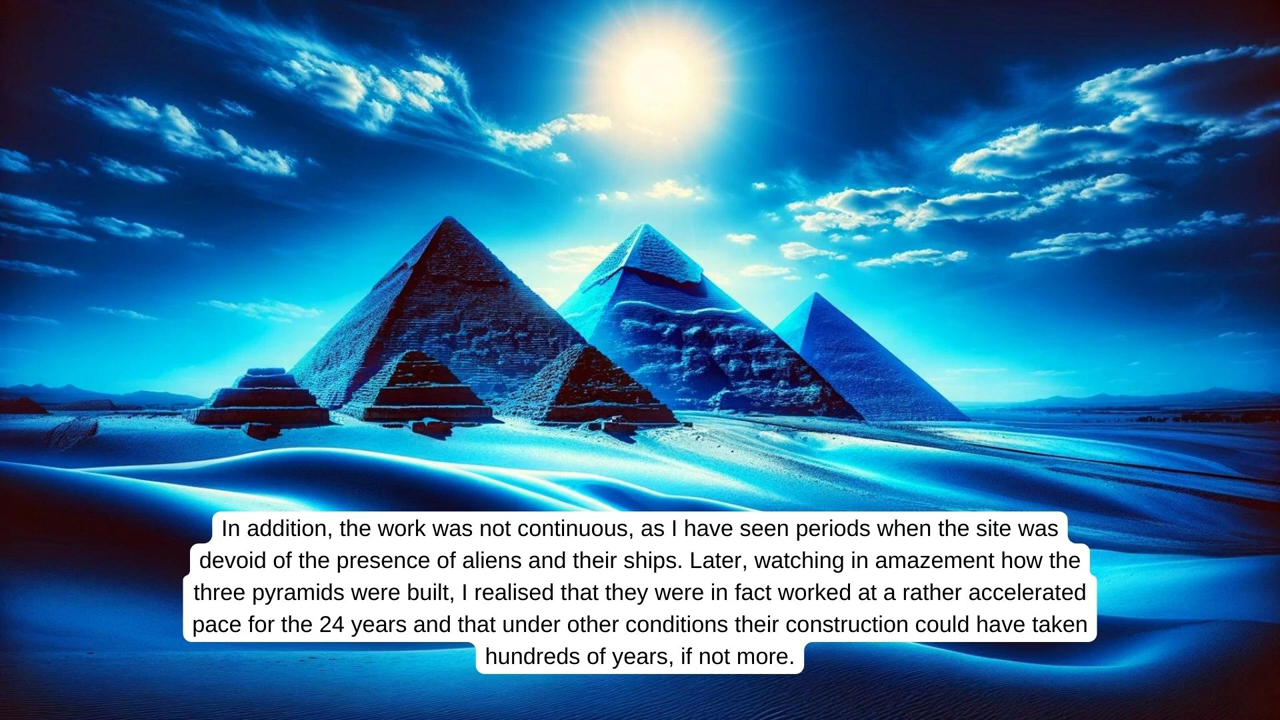 In addition, the work was not continuous, as I have seen periods when the site was
devoid of the presence of aliens and their ships. Later, watching in amazement how the
three pyramids were built, I realised that they were in fact worked at a rather accelerated
pace for the 24 years and that under other conditions their construction could have taken
hundreds of years, if not more.